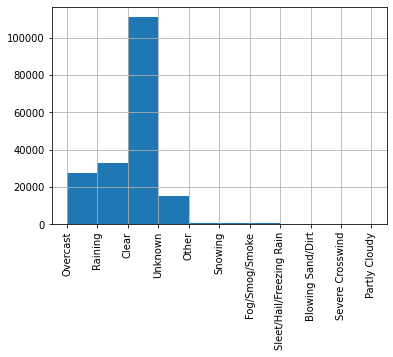 100000
80000
60000
40000
20000
0
Overcast
Raining
Clear
Unknown
Other
Snowing
Fog/Smog/Smoke
Sleet/Hail/Freezing Rain
Blowing Sand/Dirt
Severe Crosswind
Partly Cloudy